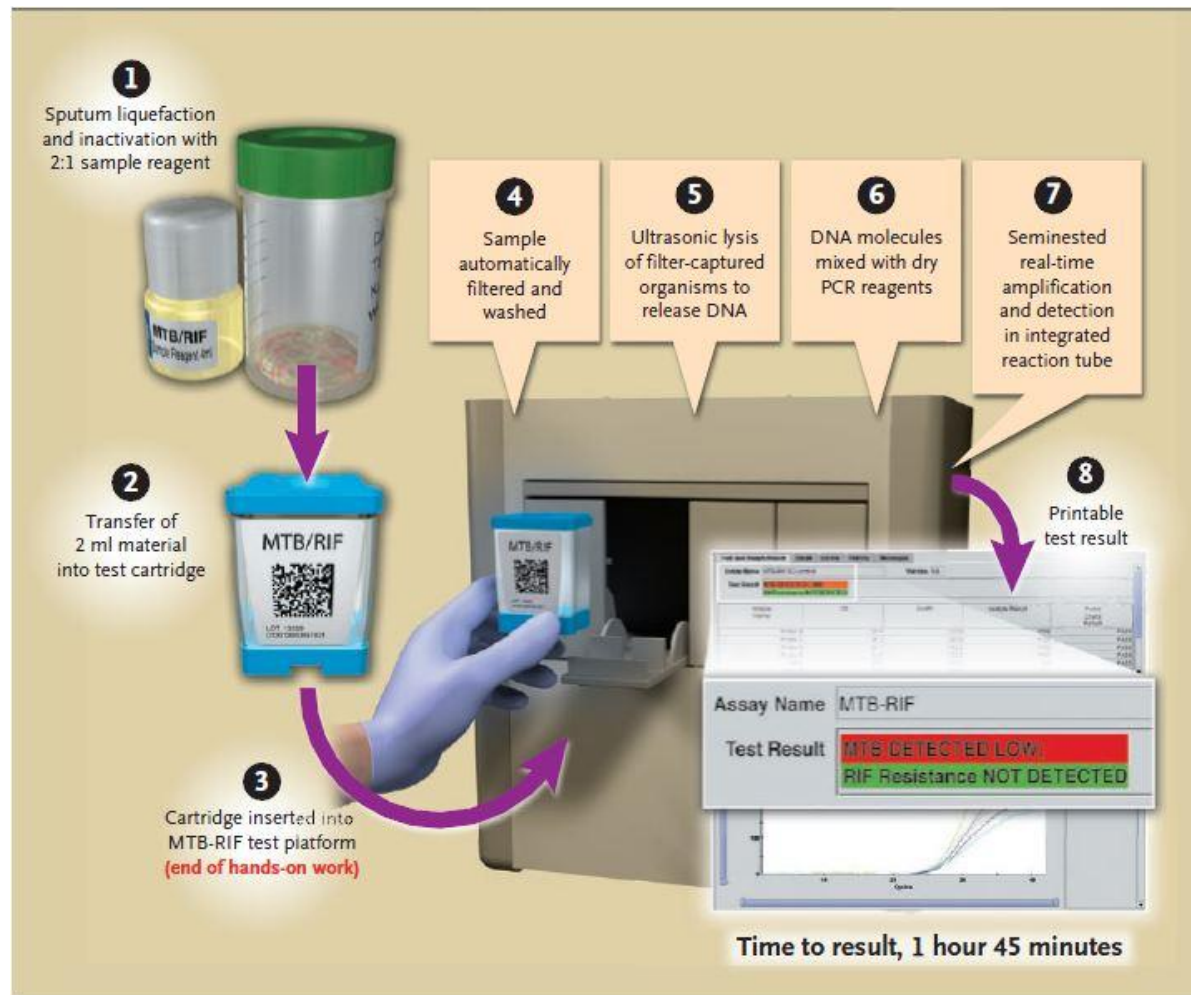 1
Sputum liquefaction
and inactivation with
2:1 sample reagent
MTB/RIF
Sample Reagent 4ml
2
Transfer of
2 ml material
into test cartridge
MTB/RIF
3
Cartridge inserted into
MTB-RIF test platform
(end of hands-on work)
MTB/RIF
4
Sample
automatically
filtered and
washed
5
Ultrasonic lysis
of filter-captured
organisms to
release DNA
6
DNA molecules
mixed with dry
PCR reagents
7
Seminested
real-time
amplification
and detection
in integrated
reaction tube
8
Printable
test result
Assay Name MTB-RIF
Test Result MTB DETECTED LOW;
RIF Resistance NOT DETECTED
Cycles
Time to result, 1 hour 45 minutes